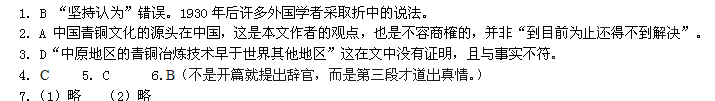 1. B “坚持认为”错误。1930 年后许多外国学者采取折中的说法。
2. A 中国青铜文化的源头在中国，这是本文作者的观点，也是不容商榷的，并非“到目前为止还得不到解决”。
3. D“中原地区的青铜冶炼技术早于世界其他地区”这在文中没有证明，且与事实不符。
4. C 5. C 6.B（不是开篇就提出辞官，而是第三段才道出真情。）
7.（1）略 （2）略